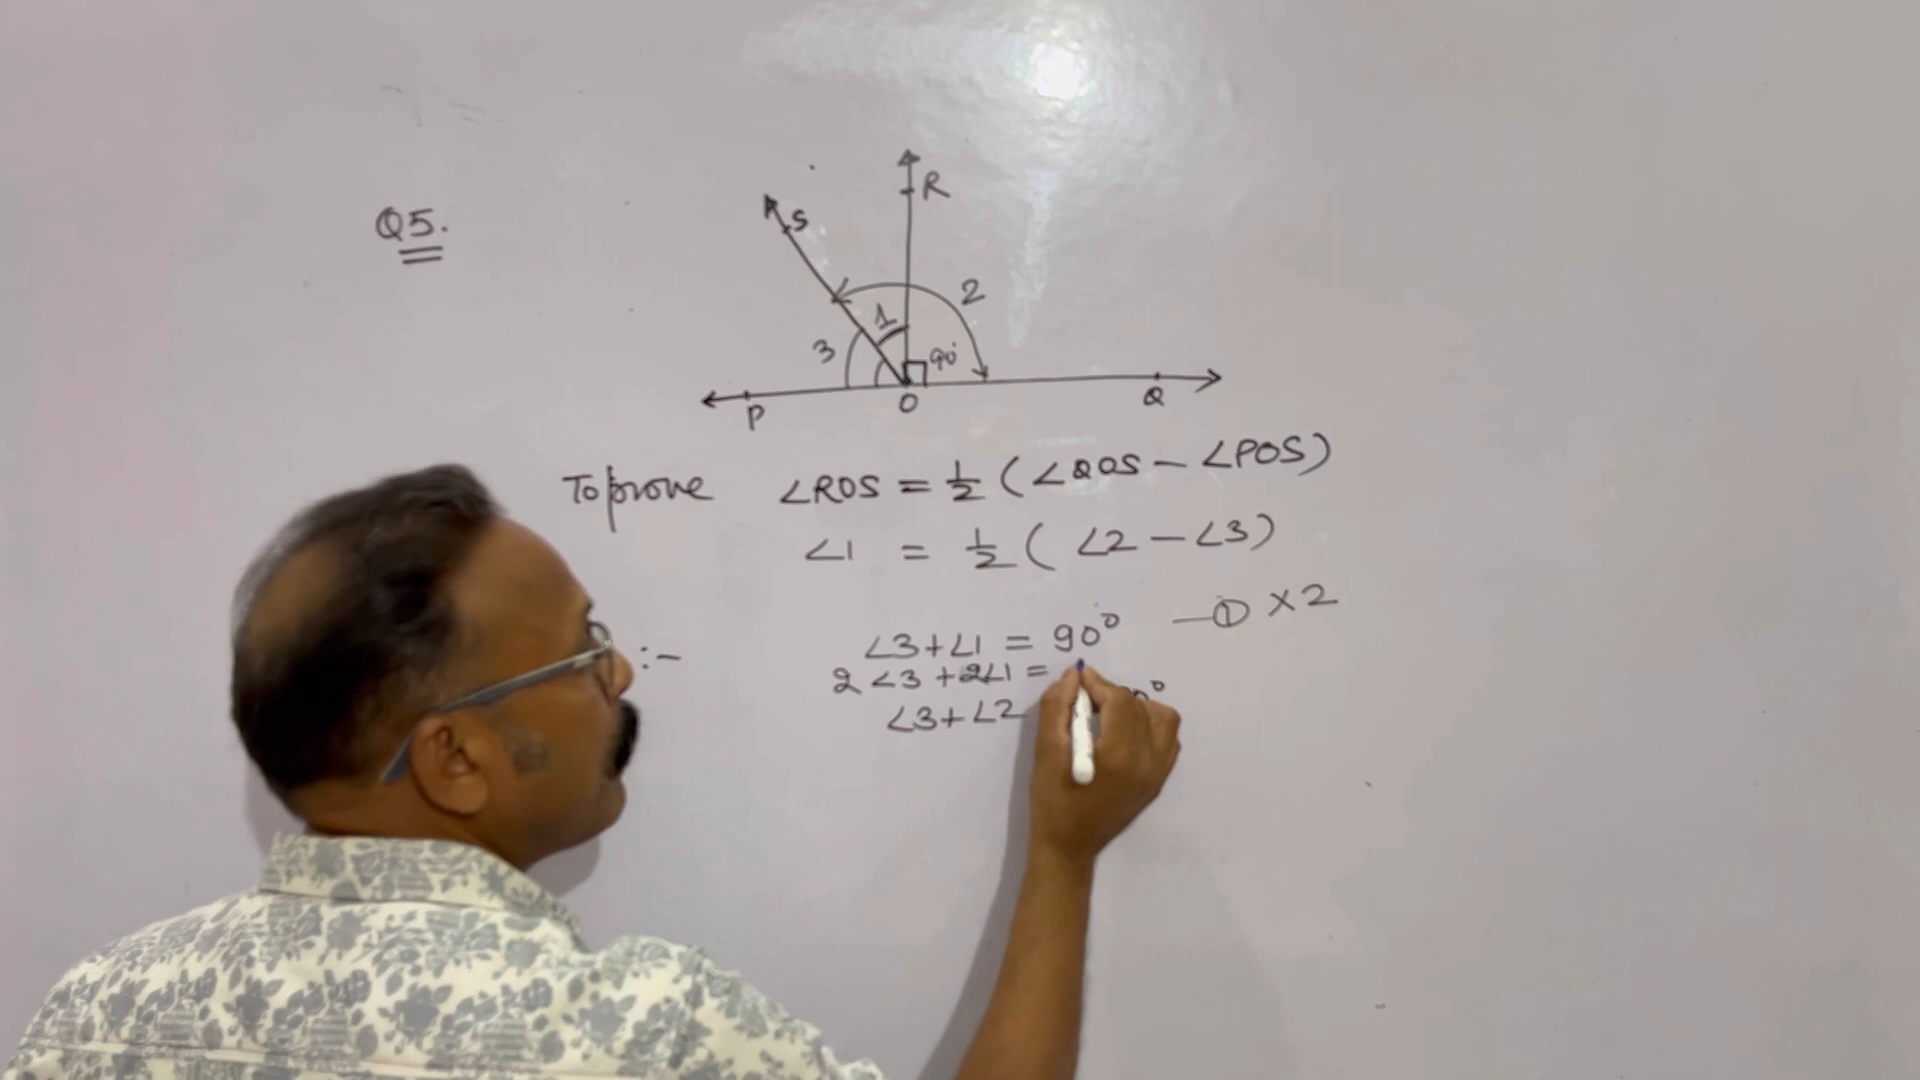 Q5.
R
S
2
1
3
90°
P
O
Q
To prove ∠ROS = 1/2 (∠QOS − ∠POS)
∠1 = 1/2 (∠2 − ∠3)
:− ∠3+∠1 = 90° —① ×2
2∠3+2∠1 =
∠3+∠2